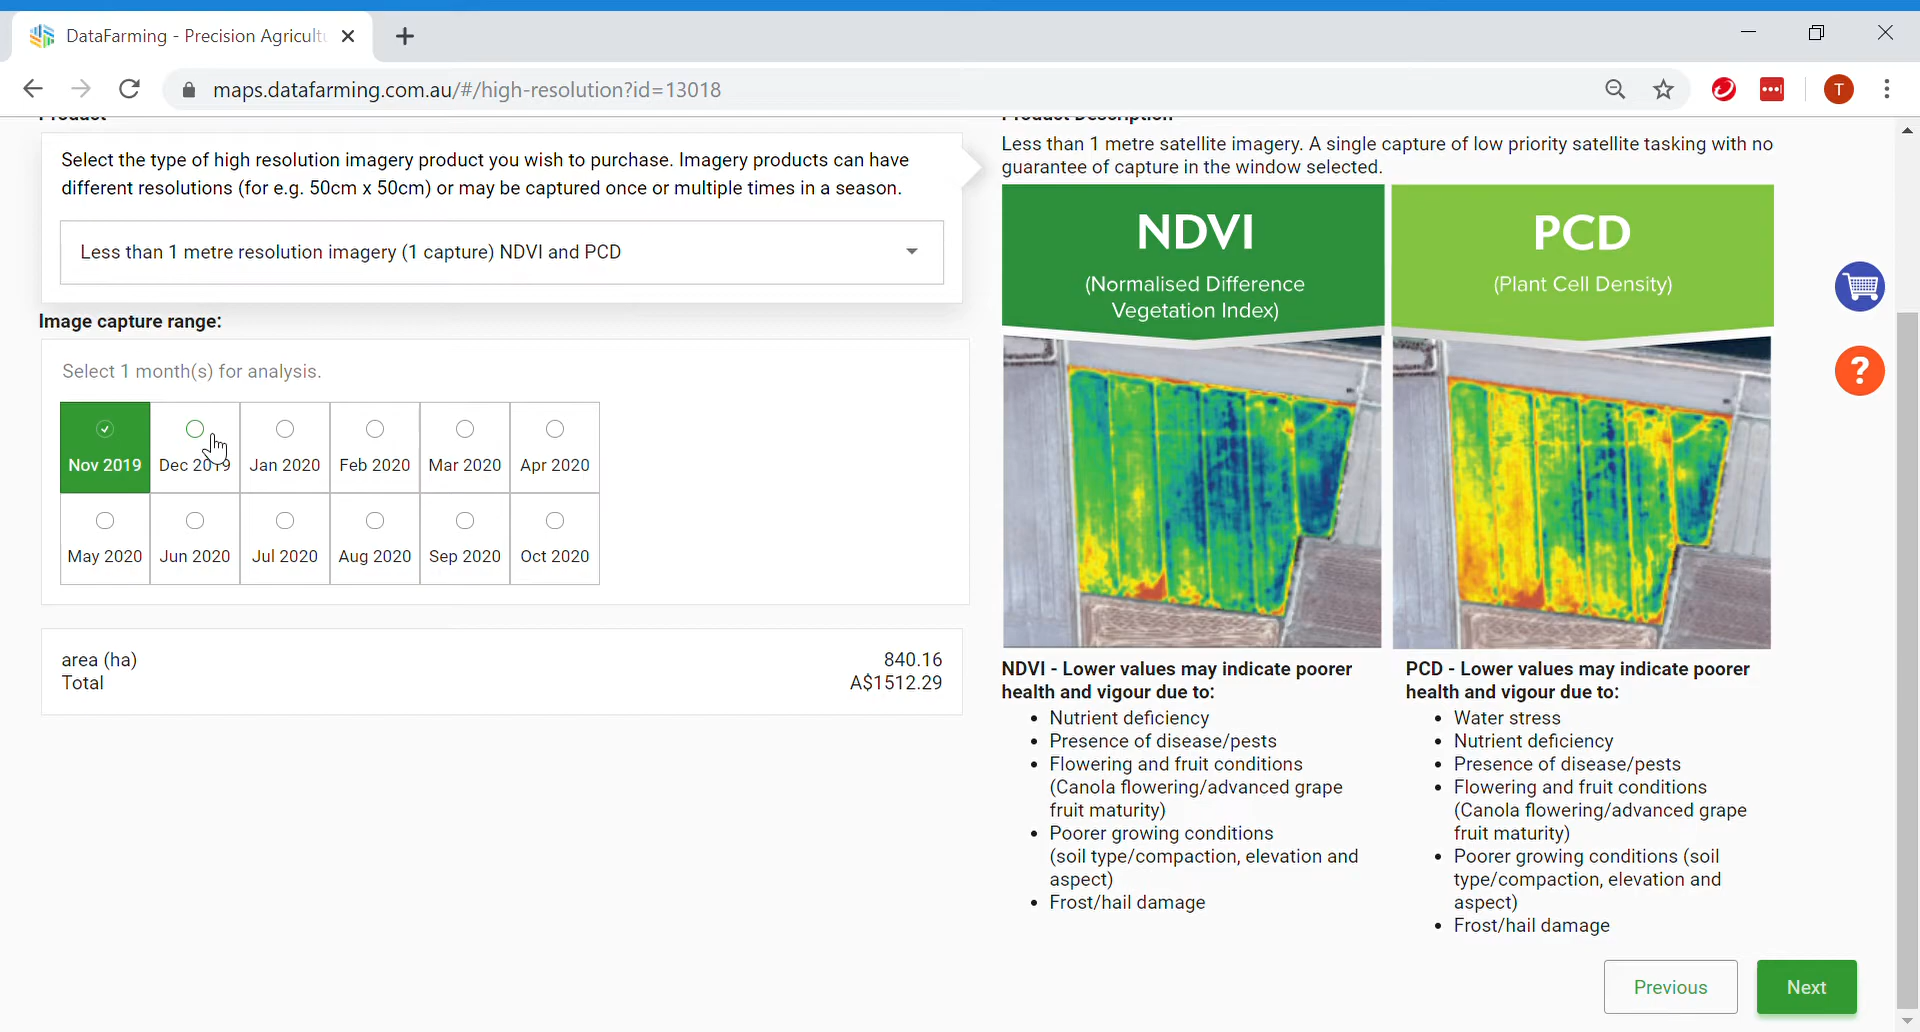 DataFarming - Precision Agricultu
maps.datafarming.com.au/#/high-resolution?id=13018
T
Product
Select the type of high resolution imagery product you wish to purchase. Imagery products can have
different resolutions (for e.g. 50cm x 50cm) or may be captured once or multiple times in a season.
Less than 1 metre resolution imagery (1 capture) NDVI and PCD
Image capture range:
Select 1 month(s) for analysis.
Nov 2019 Dec 2019 Jan 2020 Feb 2020 Mar 2020 Apr 2020
May 2020 Jun 2020 Jul 2020 Aug 2020 Sep 2020 Oct 2020
area (ha) 840.16
Total A$1512.29
Product Description
Less than 1 metre satellite imagery. A single capture of low priority satellite tasking with no
guarantee of capture in the window selected.
NDVI
(Normalised Difference
Vegetation Index)
PCD
(Plant Cell Density)
NDVI - Lower values may indicate poorer
health and vigour due to:
• Nutrient deficiency
• Presence of disease/pests
• Flowering and fruit conditions
(Canola flowering/advanced grape
fruit maturity)
• Poorer growing conditions
(soil type/compaction, elevation and
aspect)
• Frost/hail damage
PCD - Lower values may indicate poorer
health and vigour due to:
• Water stress
• Nutrient deficiency
• Presence of disease/pests
• Flowering and fruit conditions
(Canola flowering/advanced grape
fruit maturity)
• Poorer growing conditions (soil
type/compaction, elevation and
aspect)
• Frost/hail damage
?
Previous
Next